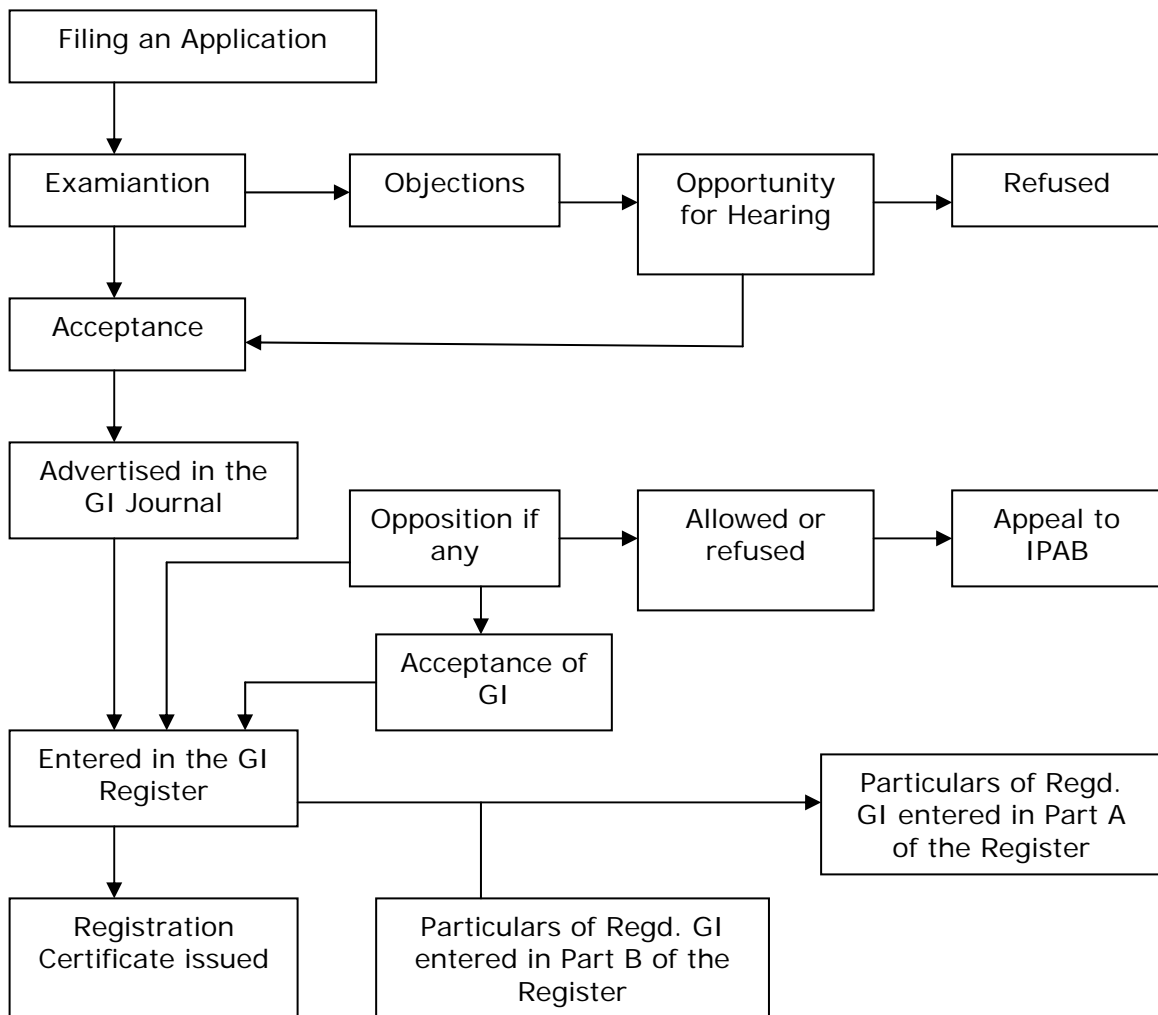 Filing an Application
Examiantion
Objections
Opportunity
for Hearing
Refused
Acceptance
Advertised in the
GI Journal
Opposition if
any
Allowed or
refused
Appeal to
IPAB
Acceptance of
GI
Entered in the GI
Register
Particulars of Regd.
GI entered in Part A
of the Register
Registration
Certificate issued
Particulars of Regd. GI
entered in Part B of the
Register